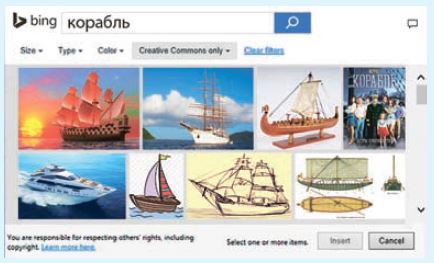 bing корабль
Size Type Color Creative Commons only Clear filters
КОРАБЛЬ
You are responsible for respecting others' rights, including
copyright. Learn more here.
Select one or more items. Insert Cancel